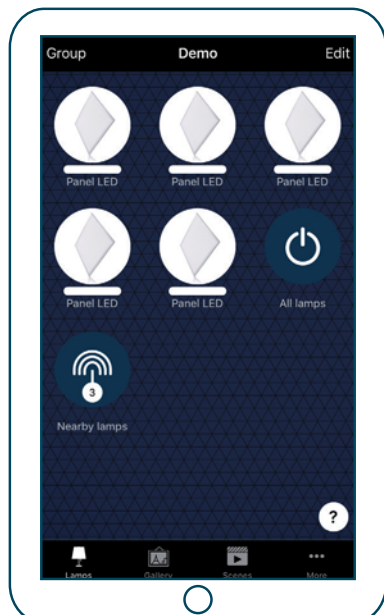 Group Demo Edit
Panel LED Panel LED Panel LED
Panel LED Panel LED All lamps
3
Nearby lamps
?
Lamps Gallery Scenes More